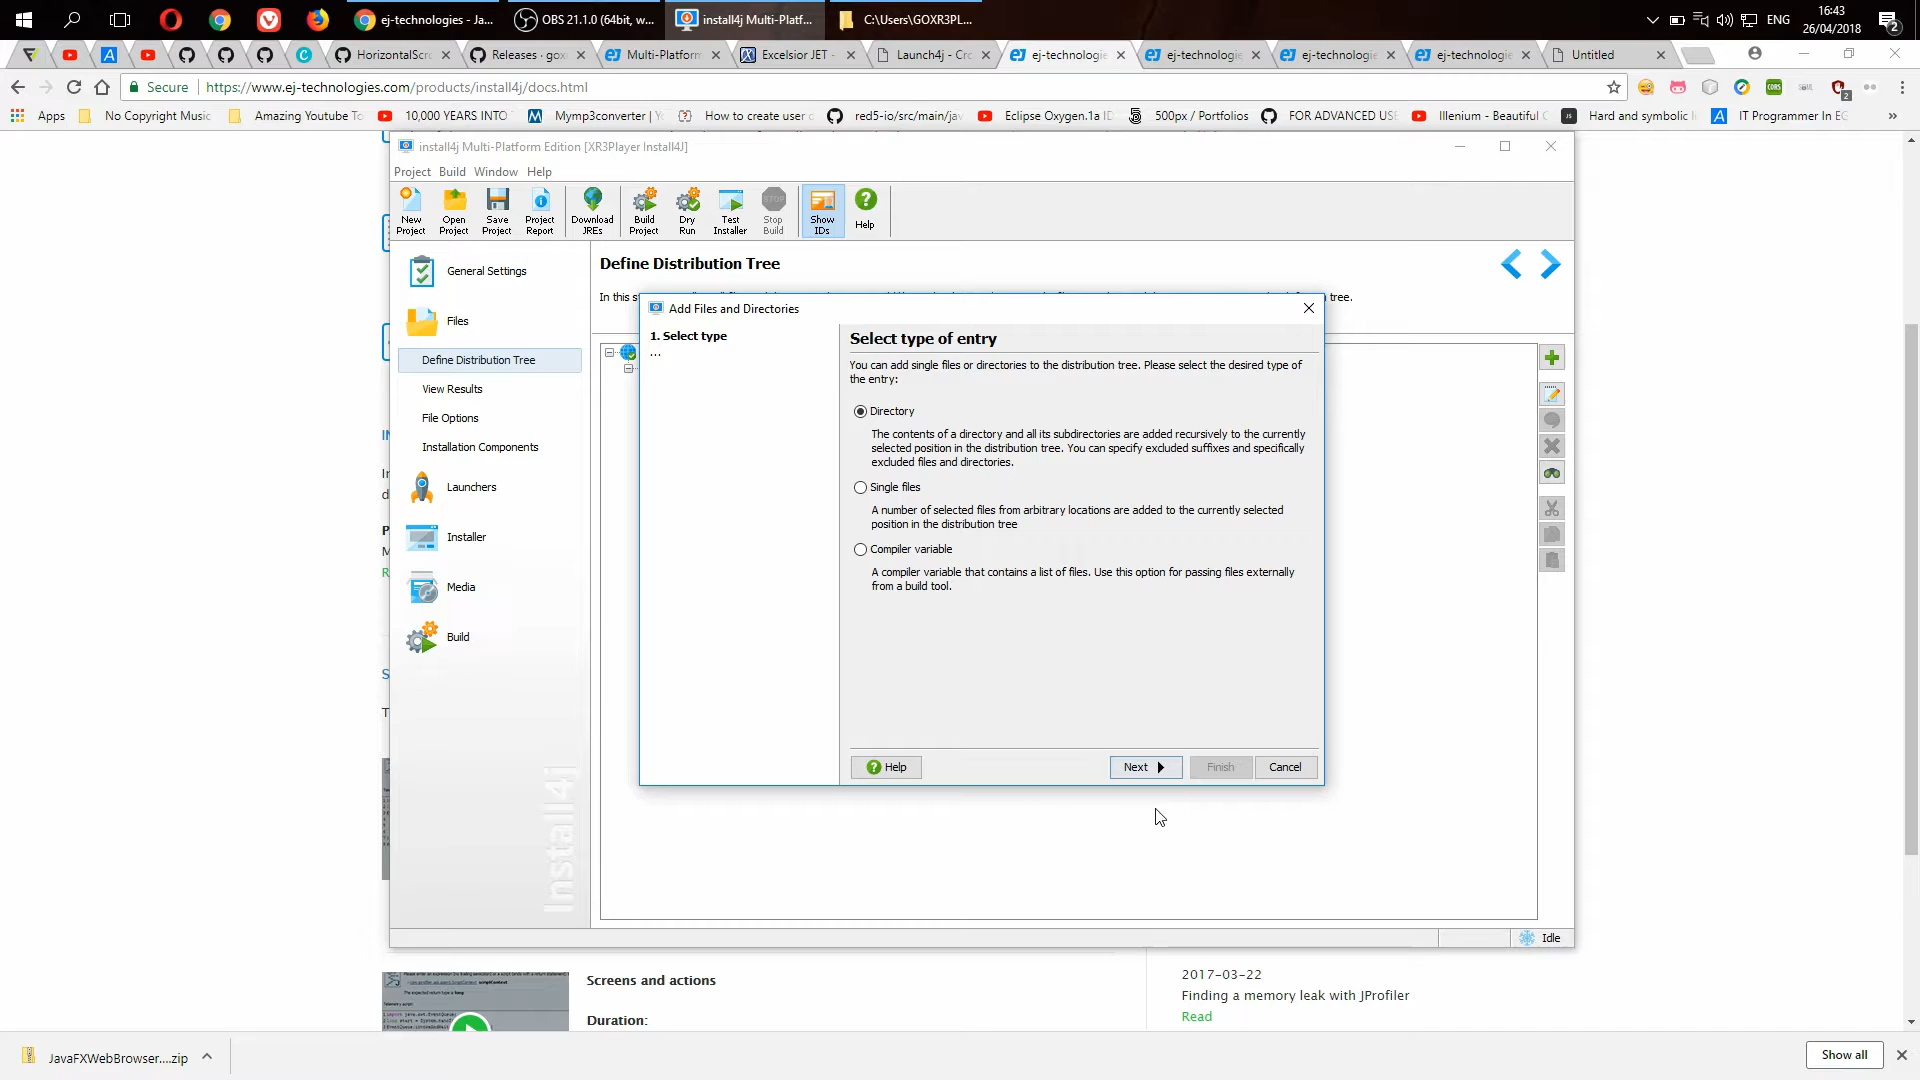 ej-technologies - Ja...
OBS 21.1.0 (64bit, w...
install4j Multi-Platf...
C:\Users\GOXR3PL...
ENG
16:43
26/04/2018
2
HorizontalScr
Releases · gox
Multi-Platform
Excelsior JET -
Launch4j - Cro
ej-technologie
ej-technologie
ej-technologie
ej-technologie
Untitled
Secure
https://www.ej-technologies.com/products/install4j/docs.html
Apps
No Copyright Music
Amazing Youtube To
10,000 YEARS INTO
Mymp3converter | Y
How to create user
red5-io/src/main/jav
Eclipse Oxygen.1a ID
500px / Portfolios
FOR ADVANCED USE
Illenium - Beautiful
Hard and symbolic li
IT Programmer In EG
»
install4j Multi-Platform Edition [XR3Player Install4J]
Project Build Window Help
New Project
Open Project
Save Project
Project Report
Download JREs
Build Project
Dry Run
Test Installer
Stop Build
Show IDs
Help
General Settings
Files
Define Distribution Tree
View Results
File Options
Installation Components
Launchers
Installer
Media
Build
install4j
Define Distribution Tree
In this s
tree.
Add Files and Directories
1. Select type
...
Select type of entry
You can add single files or directories to the distribution tree. Please select the desired type of
the entry:
Directory
The contents of a directory and all its subdirectories are added recursively to the currently
selected position in the distribution tree. You can specify excluded suffixes and specifically
excluded files and directories.
Single files
A number of selected files from arbitrary locations are added to the currently selected
position in the distribution tree
Compiler variable
A compiler variable that contains a list of files. Use this option for passing files externally
from a build tool.
Help
Next
Finish
Cancel
Idle
Screens and actions
Duration:
2017-03-22
Finding a memory leak with JProfiler
Read
JavaFXWebBrowser....zip
Show all